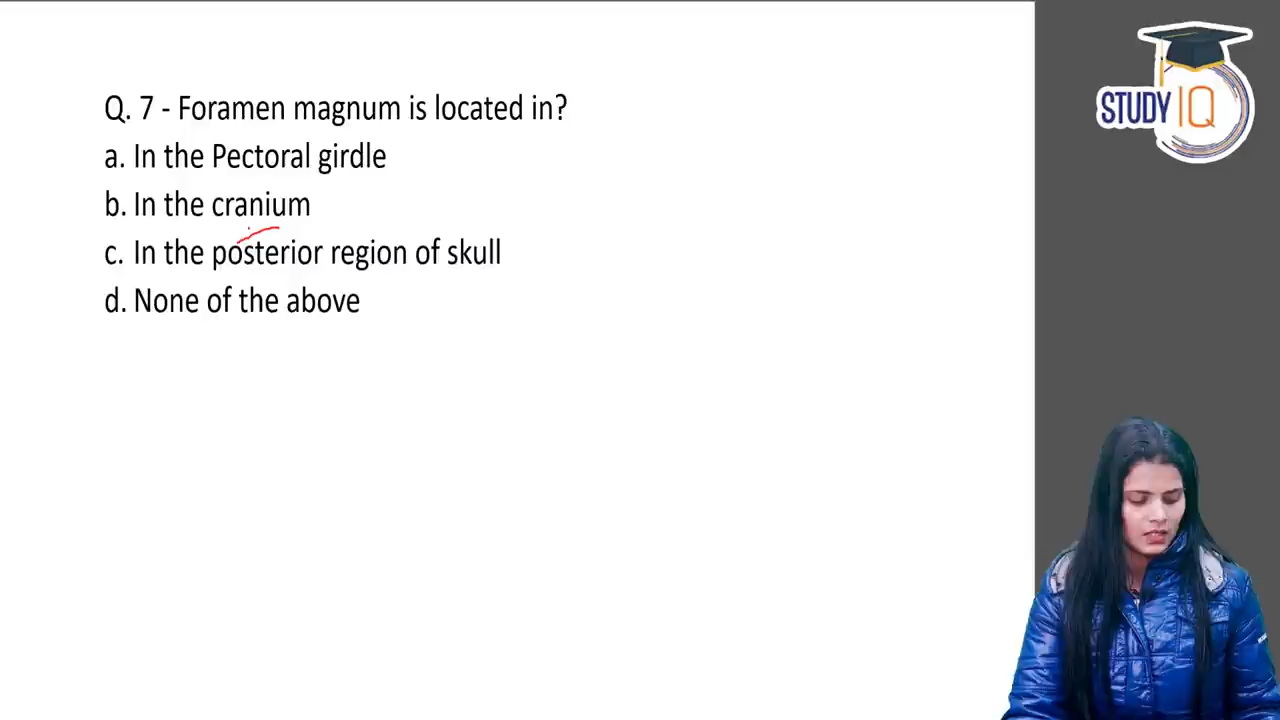 Q. 7 - Foramen magnum is located in?
a. In the Pectoral girdle
b. In the cranium
c. In the posterior region of skull
d. None of the above
STUDY IQ